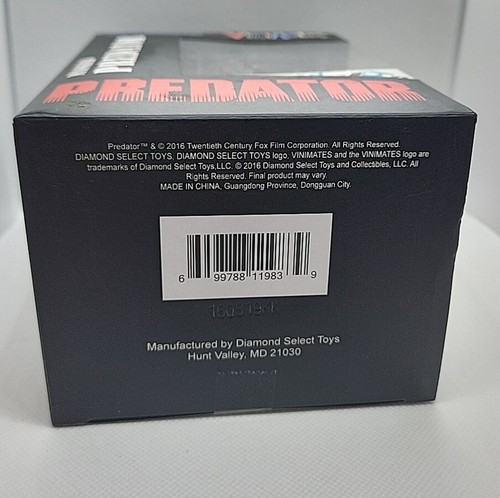 PREDATOR
Predator™ & © 2016 Twentieth Century Fox Film Corporation. All Rights Reserved.
DIAMOND SELECT TOYS, DIAMOND SELECT TOYS logo, VINIMATES and the VINIMATES logo are
trademarks of Diamond Select Toys, LLC. © 2016 Diamond Select Toys and Collectibles, LLC. All
Rights Reserved. Final product may vary.
MADE IN CHINA, Guangdong Province, Dongguan City.
6 99788 11983 9
Manufactured by Diamond Select Toys
Hunt Valley, MD 21030